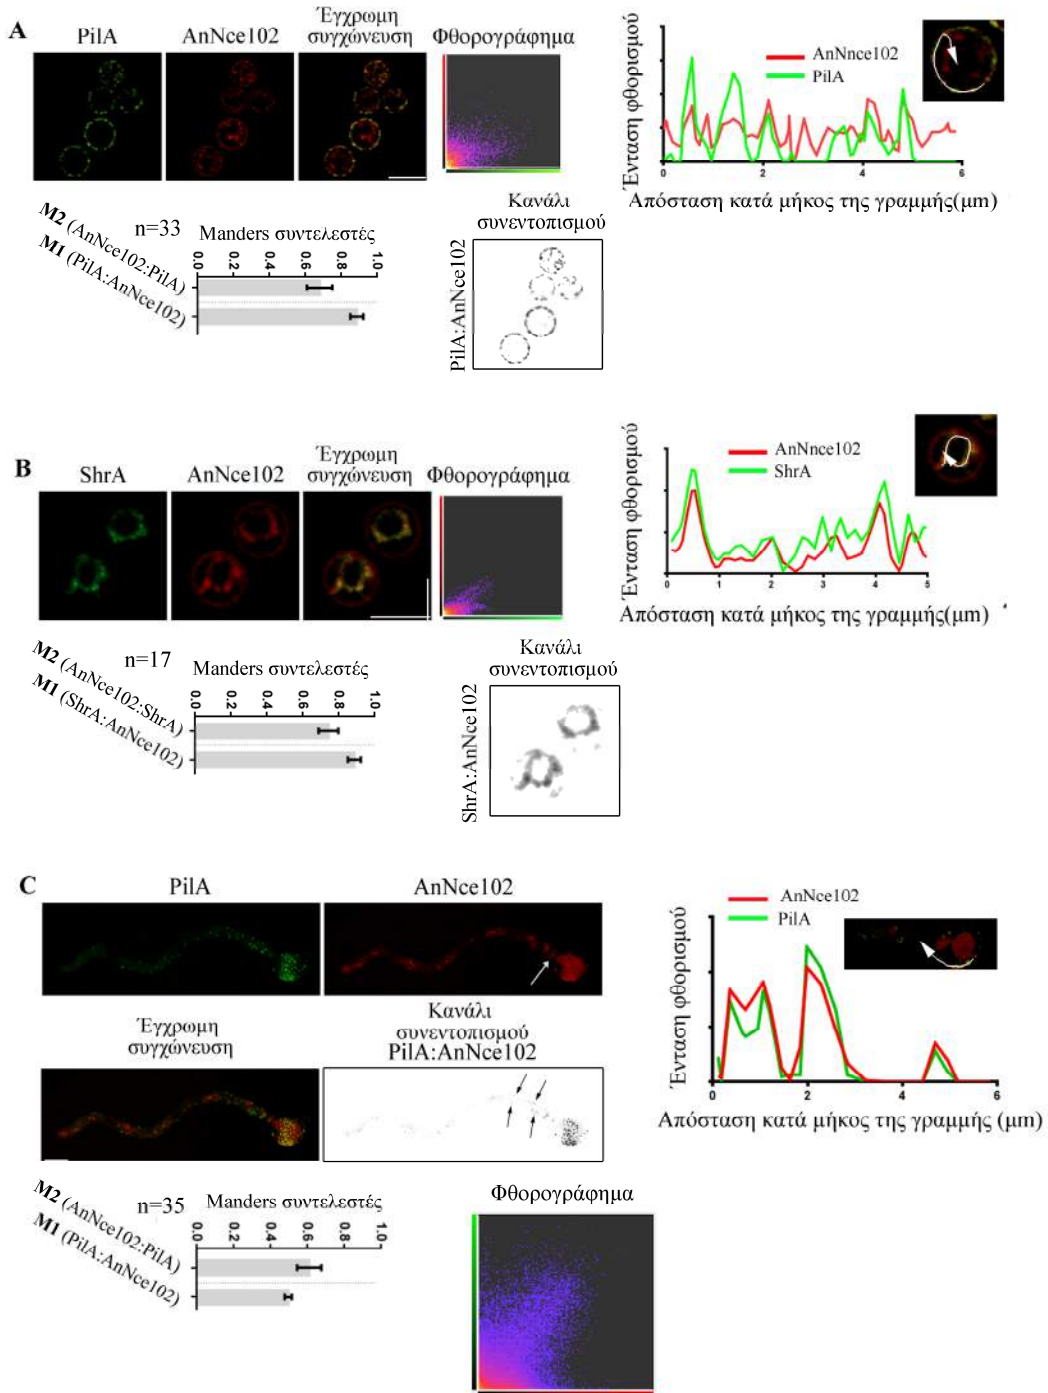 A
PilA
AnNce102
Έγχρωμη
συγχώνευση
Φθορογράφημα
Ένταση φθορισμού
AnNnce102
PilA
0
2
4
6
Απόσταση κατά μήκος της γραμμής(μm)
n=33
Manders συντελεστές
0.0
0.2
0.4
0.6
0.8
1.0
M2 (AnNce102:PilA)
M1 (PilA:AnNce102)
Κανάλι
συνεντοπισμού
PilA:AnNce102
B
ShrA
AnNce102
Έγχρωμη
συγχώνευση
Φθορογράφημα
Ένταση φθορισμού
AnNnce102
ShrA
0
1
2
3
4
5
Απόσταση κατά μήκος της γραμμής(μm)
n=17
Manders συντελεστές
0.0
0.2
0.4
0.6
0.8
1.0
M2 (AnNce102:ShrA)
M1 (ShrA:AnNce102)
Κανάλι
συνεντοπισμού
ShrA:AnNce102
C
PilA
AnNce102
Έγχρωμη
συγχώνευση
Κανάλι
συνεντοπισμού
PilA:AnNce102
Ένταση φθορισμού
AnNce102
PilA
0
2
4
6
Απόσταση κατά μήκος της γραμμής (μm)
n=35
Manders συντελεστές
0.0
0.2
0.4
0.6
0.8
1.0
M2 (AnNce102:PilA)
M1 (PilA:AnNce102)
Φθορογράφημα